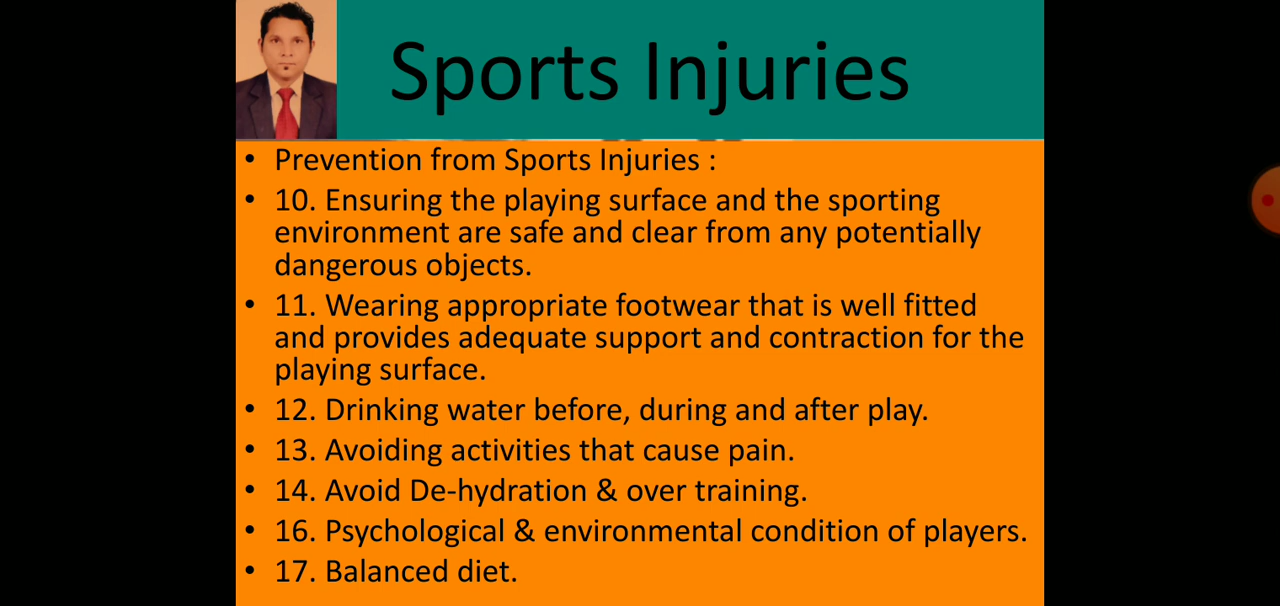 Sports Injuries
• Prevention from Sports Injuries :
• 10. Ensuring the playing surface and the sporting
environment are safe and clear from any potentially
dangerous objects.
• 11. Wearing appropriate footwear that is well fitted
and provides adequate support and contraction for the
playing surface.
• 12. Drinking water before, during and after play.
• 13. Avoiding activities that cause pain.
• 14. Avoid De-hydration & over training.
• 16. Psychological & environmental condition of players.
• 17. Balanced diet.